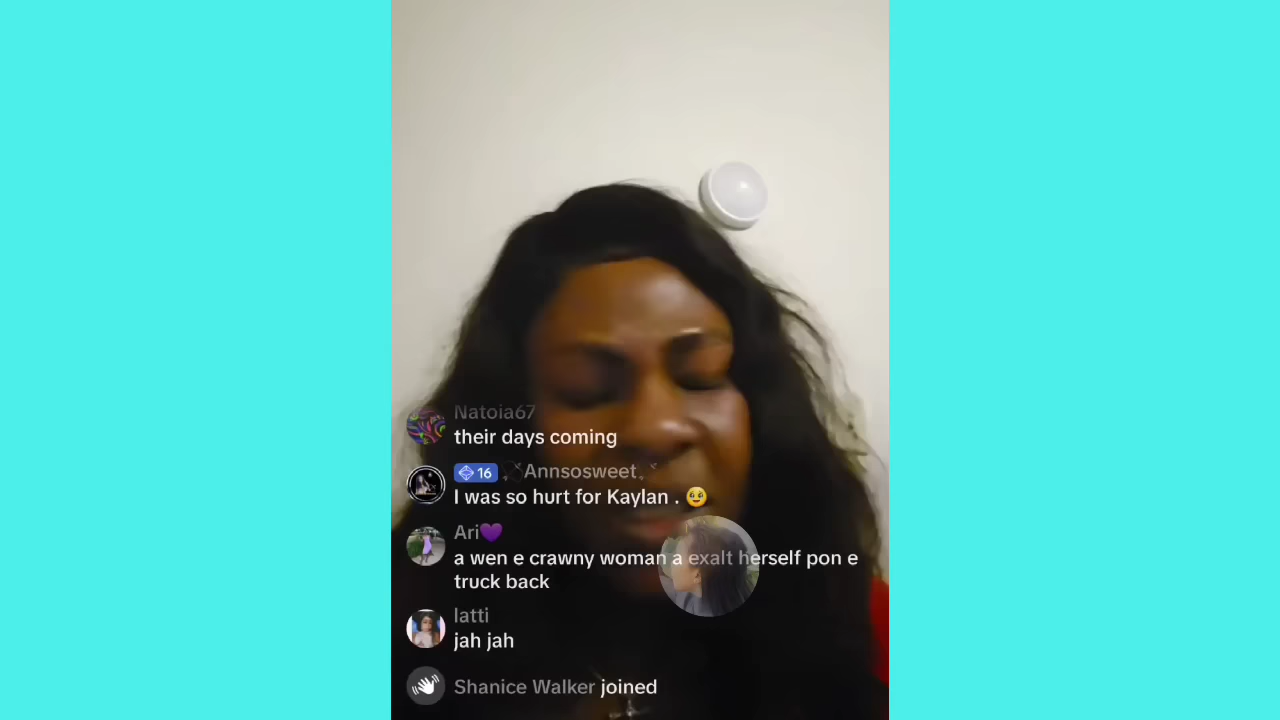 Natoia67
their days coming
16 Annsosweet
I was so hurt for Kaylan . 🥹
Ari💜
a wen e crawny woman a exalt herself pon e
truck back
latti
jah jah
Shanice Walker joined